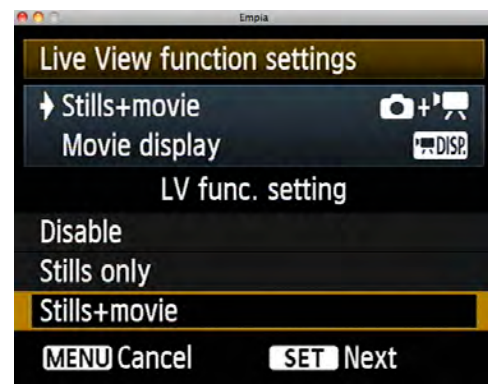 Empia
Live View function settings
Stills+movie
Movie display DISP.
LV func. setting
Disable
Stills only
Stills+movie
MENU Cancel SET Next